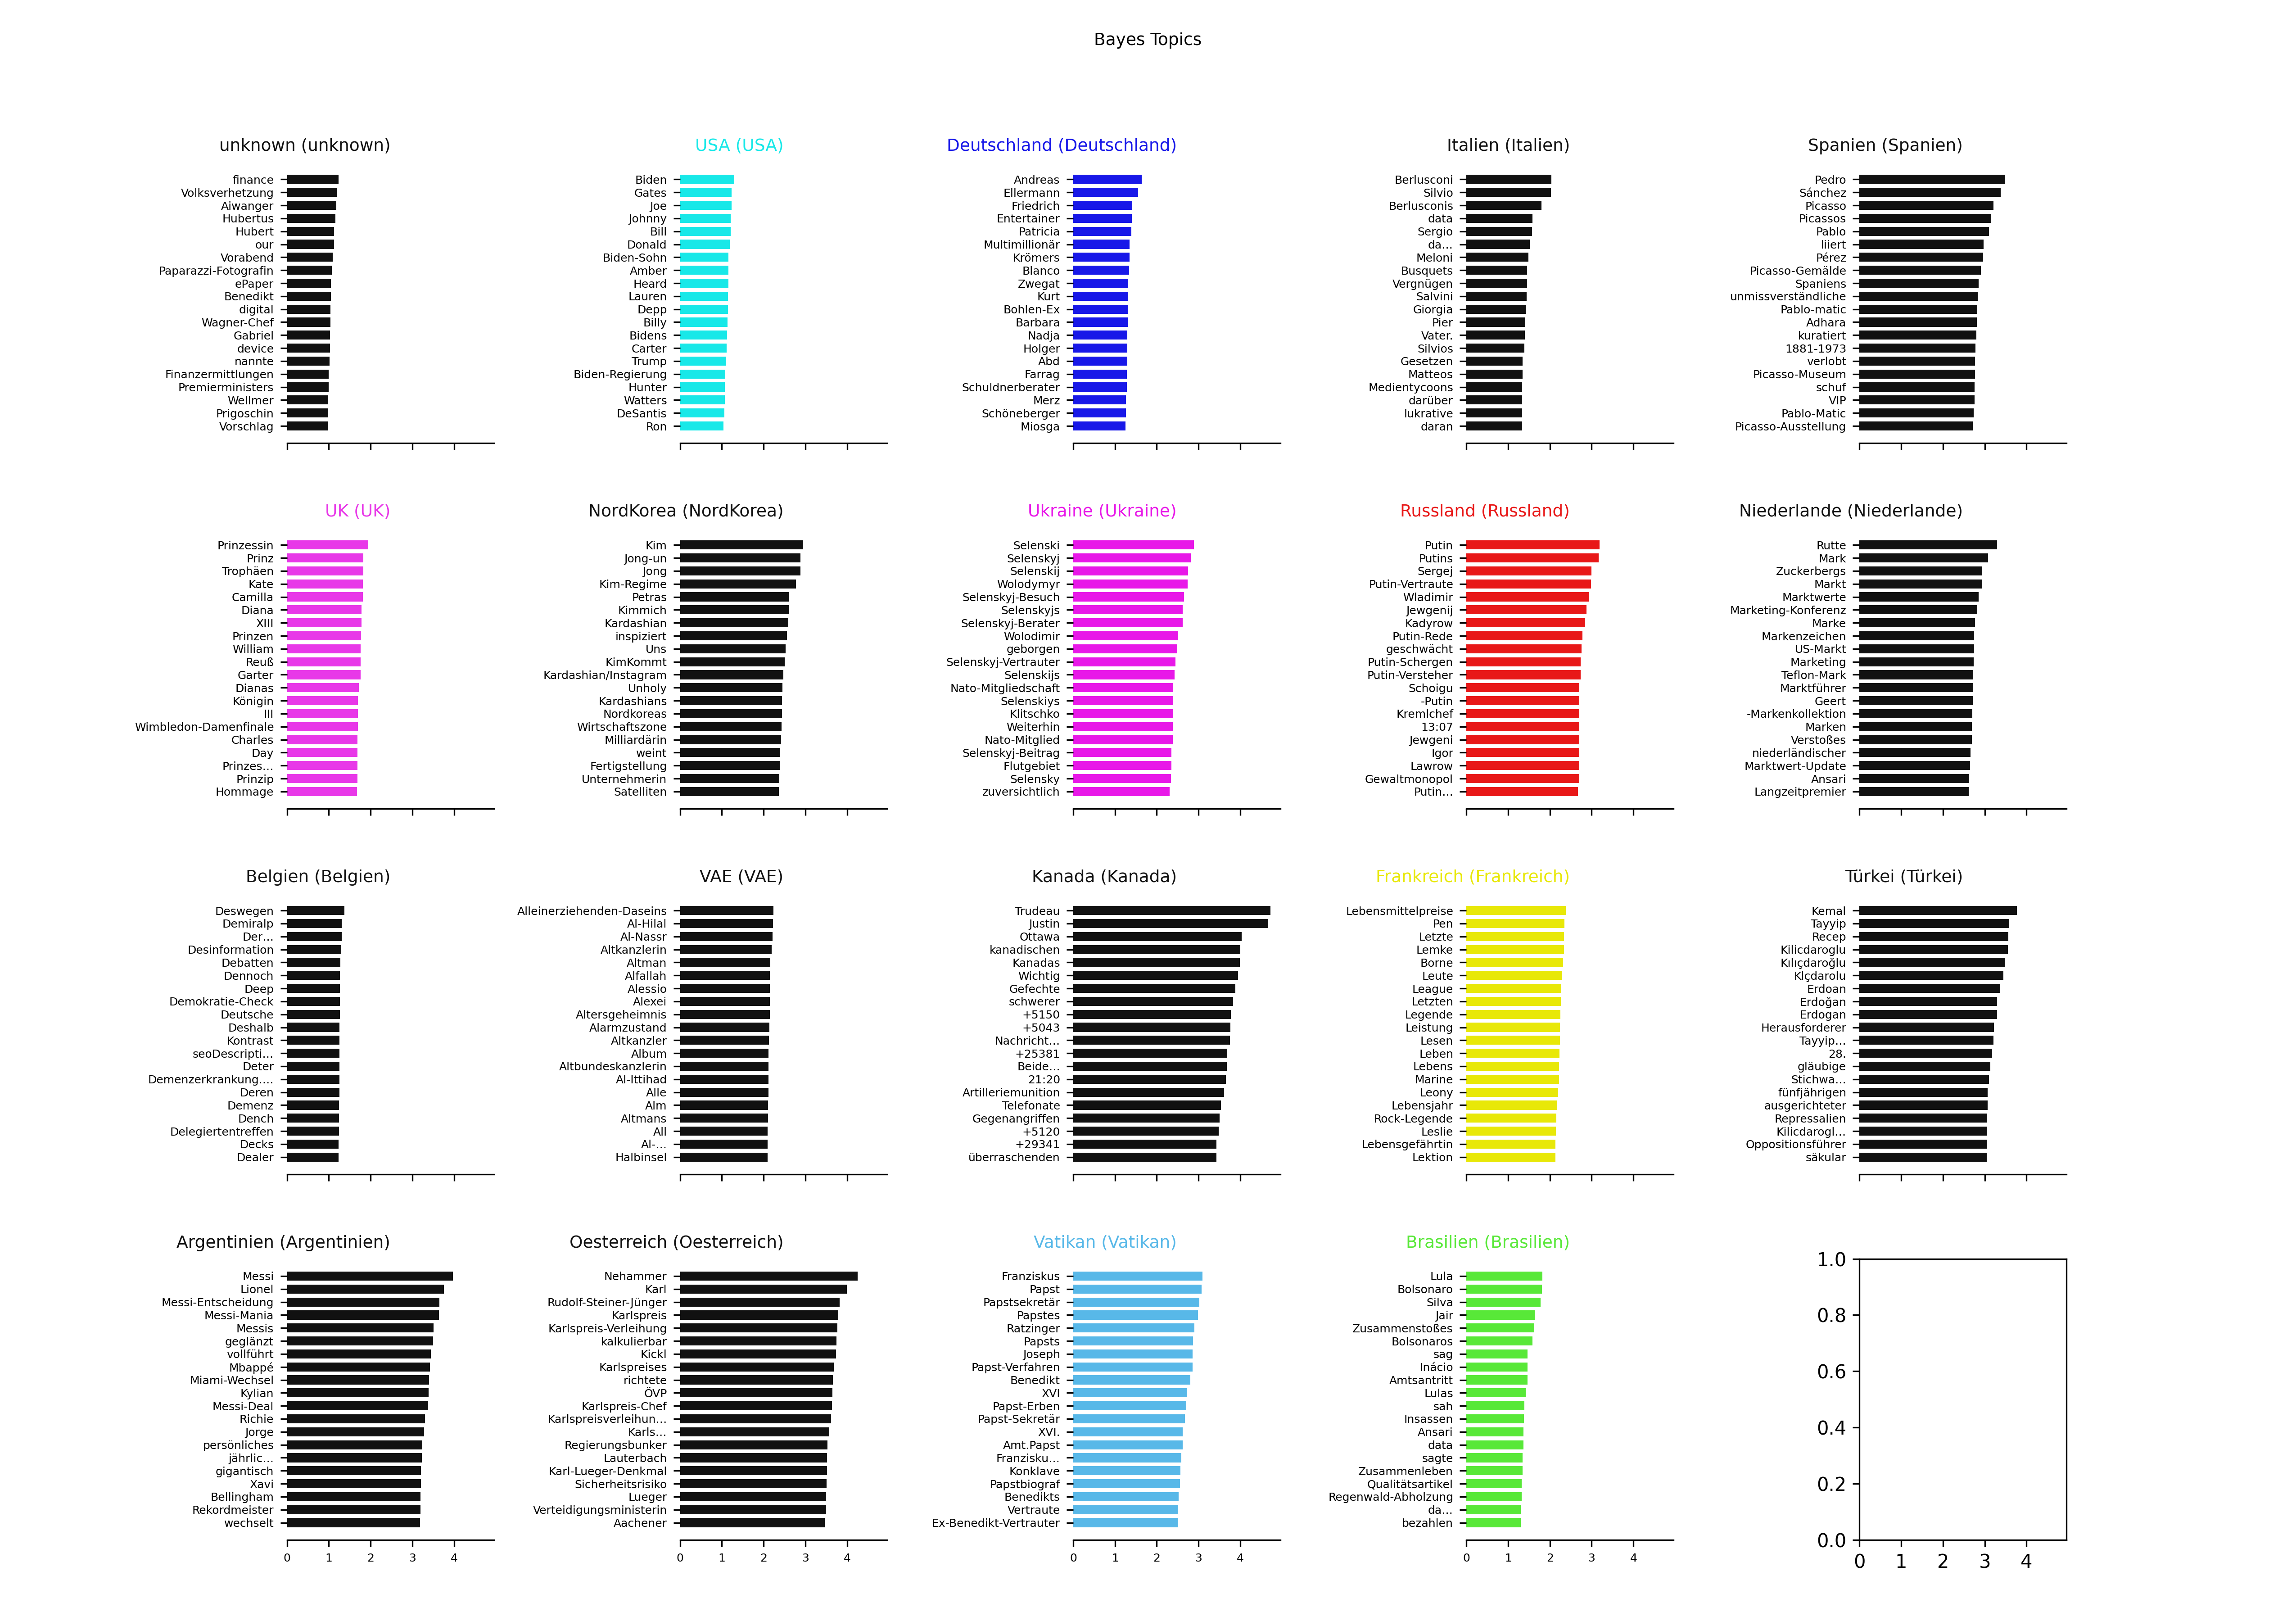 Bayes Topics
unknown (unknown)
finance
Volksverhetzung
Aiwanger
Hubertus
Hubert
our
Vorabend
Paparazzi-Fotografin
ePaper
Benedikt
digital
Wagner-Chef
Gabriel
device
nannte
Finanzermittlungen
Premierministers
Wellmer
Prigoschin
Vorschlag
USA (USA)
Biden
Gates
Joe
Johnny
Bill
Donald
Biden-Sohn
Amber
Heard
Lauren
Depp
Billy
Bidens
Carter
Trump
Biden-Regierung
Hunter
Watters
DeSantis
Ron
Deutschland (Deutschland)
Andreas
Ellermann
Friedrich
Entertainer
Patricia
Multimillionär
Krömers
Blanco
Zwegat
Kurt
Bohlen-Ex
Barbara
Nadja
Holger
Abd
Farrag
Schuldnerberater
Merz
Schöneberger
Miosga
Italien (Italien)
Berlusconi
Silvio
Berlusconis
data
Sergio
da...
Meloni
Busquets
Vergnügen
Salvini
Giorgia
Pier
Vater.
Silvios
Gesetzen
Matteos
Medientycoons
darüber
lukrative
daran
Spanien (Spanien)
Pedro
Sánchez
Picasso
Picassos
Pablo
liiert
Pérez
Picasso-Gemälde
Spaniens
unmissverständliche
Pablo-matic
Adhara
kuratiert
1881-1973
verlobt
Picasso-Museum
schuf
VIP
Pablo-Matic
Picasso-Ausstellung
UK (UK)
Prinzessin
Prinz
Trophäen
Kate
Camilla
Diana
XIII
Prinzen
William
Reuß
Garter
Dianas
Königin
III
Wimbledon-Damenfinale
Charles
Day
Prinzes...
Prinzip
Hommage
NordKorea (NordKorea)
Kim
Jong-un
Jong
Kim-Regime
Petras
Kimmich
Kardashian
inspiziert
Uns
KimKommt
Kardashian/Instagram
Unholy
Kardashians
Nordkoreas
Wirtschaftszone
Milliardärin
weint
Fertigstellung
Unternehmerin
Satelliten
Ukraine (Ukraine)
Selenski
Selenskyj
Selenskij
Wolodymyr
Selenskyj-Besuch
Selenskyjs
Selenskyj-Berater
Wolodimir
geborgen
Selenskyj-Vertrauter
Selenskijs
Nato-Mitgliedschaft
Selenskiys
Klitschko
Weiterhin
Nato-Mitglied
Selenskyj-Beitrag
Flutgebiet
Selensky
zuversichtlich
Russland (Russland)
Putin
Putins
Sergej
Putin-Vertraute
Wladimir
Jewgenij
Kadyrow
Putin-Rede
geschwächt
Putin-Schergen
Putin-Versteher
Schoigu
-Putin
Kremlchef
13:07
Jewgeni
Igor
Lawrow
Gewaltmonopol
Putin...
Niederlande (Niederlande)
Rutte
Mark
Zuckerbergs
Markt
Marktwerte
Marketing-Konferenz
Marke
Markenzeichen
US-Markt
Marketing
Teflon-Mark
Marktführer
Geert
-Markenkollektion
Marken
Verstoßes
niederländischer
Marktwert-Update
Ansari
Langzeitpremier
Belgien (Belgien)
Deswegen
Demiralp
Der...
Desinformation
Debatten
Dennoch
Deep
Demokratie-Check
Deutsche
Deshalb
Kontrast
seoDescripti...
Deter
Demenzerkrankung....
Deren
Demenz
Dench
Delegiertentreffen
Decks
Dealer
VAE (VAE)
Alleinerziehenden-Daseins
Al-Hilal
Al-Nassr
Altkanzlerin
Altman
Alfallah
Alessio
Alexei
Altersgeheimnis
Alarmzustand
Altkanzler
Album
Altbundeskanzlerin
Al-Ittihad
Alle
Alm
Altmans
All
Al-...
Halbinsel
Kanada (Kanada)
Trudeau
Justin
Ottawa
kanadischen
Kanadas
Wichtig
Gefechte
schwerer
+5150
+5043
Nachricht...
+25381
Beide...
21:20
Artilleriemunition
Telefonate
Gegenangriffen
+5120
+29341
überraschenden
Frankreich (Frankreich)
Lebensmittelpreise
Pen
Letzte
Lemke
Borne
Leute
League
Letzten
Legende
Leistung
Lesen
Leben
Lebens
Marine
Leony
Lebensjahr
Rock-Legende
Leslie
Lebensgefährtin
Lektion
Türkei (Türkei)
Kemal
Tayyip
Recep
Kilicdaroglu
Kılıçdaroğlu
Klçdarolu
Erdoan
Erdoğan
Erdogan
Herausforderer
Tayyip...
28.
gläubige
Stichwa...
fünfjährigen
ausgerichteter
Repressalien
Kilicdarogl...
Oppositionsführer
säkular
Argentinien (Argentinien)
Messi
Lionel
Messi-Entscheidung
Messi-Mania
Messis
geglänzt
vollführt
Mbappé
Miami-Wechsel
Kylian
Messi-Deal
Richie
Jorge
persönliches
jährlic...
gigantisch
Xavi
Bellingham
Rekordmeister
wechselt
0 1 2 3 4
Oesterreich (Oesterreich)
Nehammer
Karl
Rudolf-Steiner-Jünger
Karlspreis
Karlspreis-Verleihung
kalkulierbar
Kickl
Karlspreises
richtete
ÖVP
Karlspreis-Chef
Karlspreisverleihun...
Karls...
Regierungsbunker
Lauterbach
Karl-Lueger-Denkmal
Sicherheitsrisiko
Lueger
Verteidigungsministerin
Aachener
0 1 2 3 4
Vatikan (Vatikan)
Franziskus
Papst
Papstsekretär
Papstes
Ratzinger
Papsts
Joseph
Papst-Verfahren
Benedikt
XVI
Papst-Erben
Papst-Sekretär
XVI.
Amt.Papst
Franzisku...
Konklave
Papstbiograf
Benedikts
Vertraute
Ex-Benedikt-Vertrauter
0 1 2 3 4
Brasilien (Brasilien)
Lula
Bolsonaro
Silva
Jair
Zusammenstoßes
Bolsonaros
sag
Inácio
Amtsantritt
Lulas
sah
Insassen
Ansari
data
sagte
Zusammenleben
Qualitätsartikel
Regenwald-Abholzung
da...
bezahlen
0 1 2 3 4
1.0
0.8
0.6
0.4
0.2
0.0
0 1 2 3 4